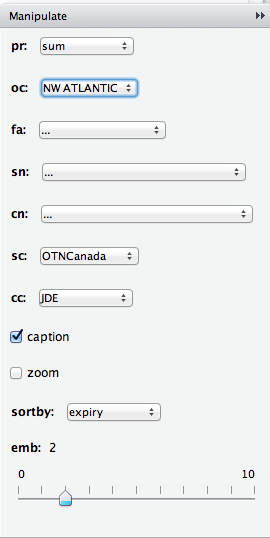 Manipulate
pr: sum
oc: NW ATLANTIC
fa: ...
sn: ...
cn: ...
sc: OTNCanada
cc: JDE
caption
zoom
sortby: expiry
emb: 2
0 10